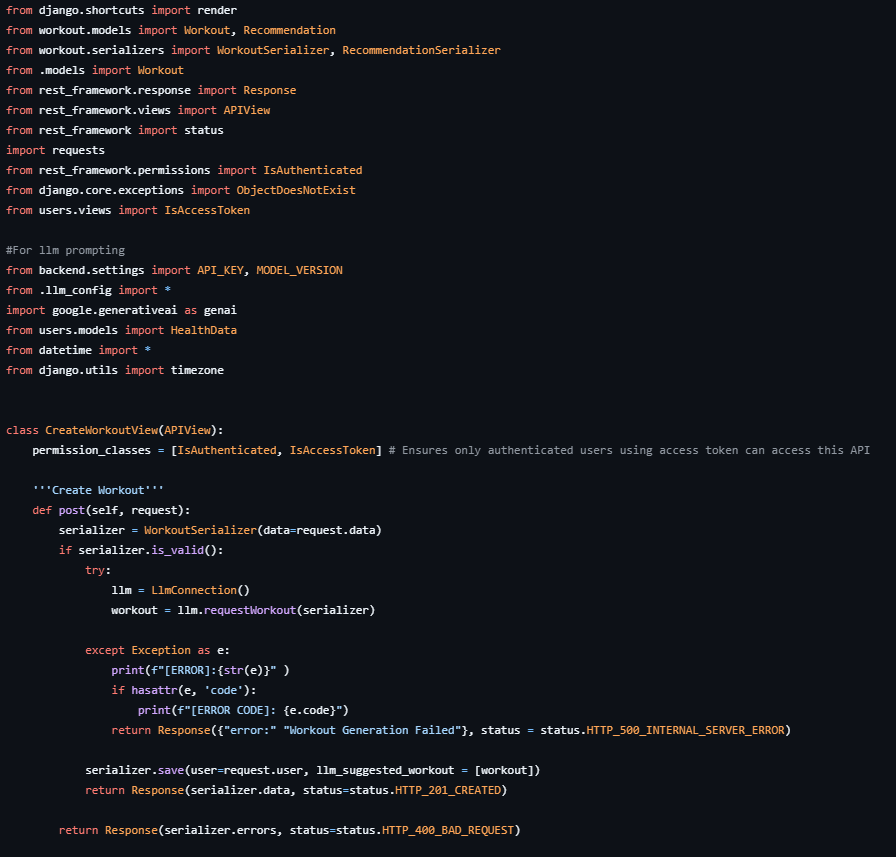 from django.shortcuts import render
from workout.models import Workout, Recommendation
from workout.serializers import WorkoutSerializer, RecommendationSerializer
from .models import Workout
from rest_framework.response import Response
from rest_framework.views import APIView
from rest_framework import status
import requests
from rest_framework.permissions import IsAuthenticated
from django.core.exceptions import ObjectDoesNotExist
from users.views import IsAccessToken

#For llm prompting
from backend.settings import API_KEY, MODEL_VERSION
from .llm_config import *
import google.generativeai as genai
from users.models import HealthData
from datetime import *
from django.utils import timezone


class CreateWorkoutView(APIView):
    permission_classes = [IsAuthenticated, IsAccessToken] # Ensures only authenticated users using access token can access this API

    '''Create Workout'''
    def post(self, request):
        serializer = WorkoutSerializer(data=request.data)
        if serializer.is_valid():
            try:
                llm = LlmConnection()
                workout = llm.requestWorkout(serializer)

            except Exception as e:
                print(f"[ERROR]:{str(e)}" )
                if hasattr(e, 'code'):
                    print(f"[ERROR CODE]: {e.code}")
                return Response({"error:" "Workout Generation Failed"}, status = status.HTTP_500_INTERNAL_SERVER_ERROR)

            serializer.save(user=request.user, llm_suggested_workout = [workout])
            return Response(serializer.data, status=status.HTTP_201_CREATED)

        return Response(serializer.errors, status=status.HTTP_400_BAD_REQUEST)